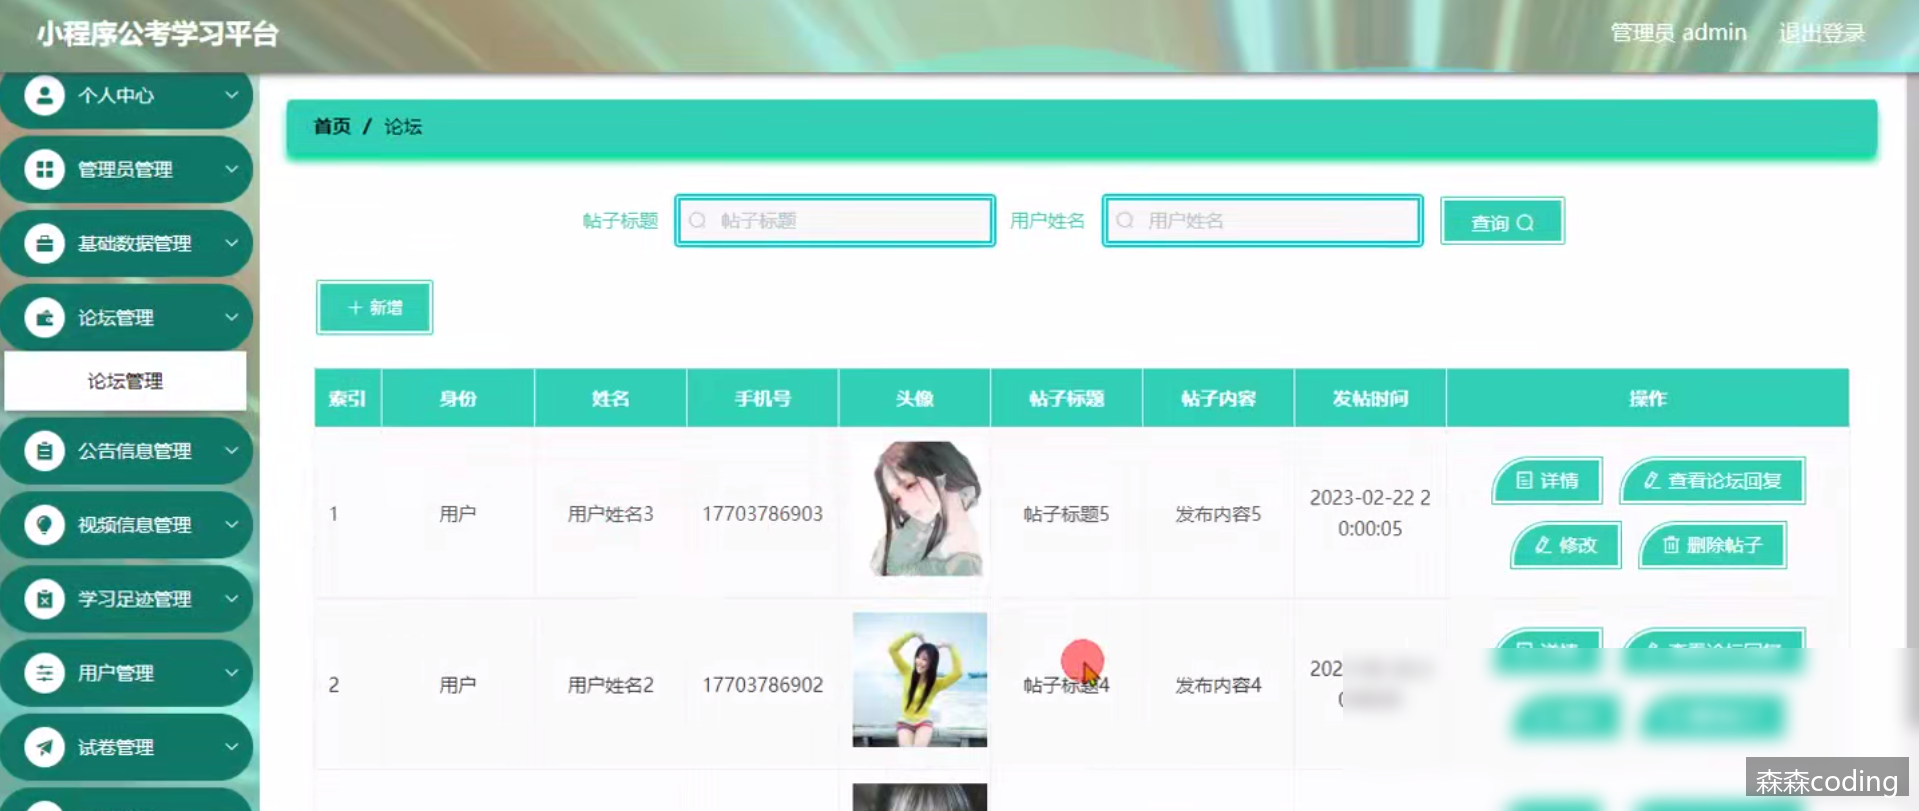 小程序公考学习平台
管理员 admin
退出登录
个人中心
管理员管理
基础数据管理
论坛管理
论坛管理
公告信息管理
视频信息管理
学习足迹管理
用户管理
试卷管理
首页 / 论坛
帖子标题 帖子标题 用户姓名 用户姓名 查询
+ 新增
索引 身份 姓名 手机号 头像 帖子标题 帖子内容 发帖时间 操作
1 用户 用户姓名3 17703786903 帖子标题5 发布内容5 2023-02-22 2
0:00:05
详情 查看论坛回复
修改 删除帖子
2 用户 用户姓名2 17703786902 帖子标题4 发布内容4 202
森森coding